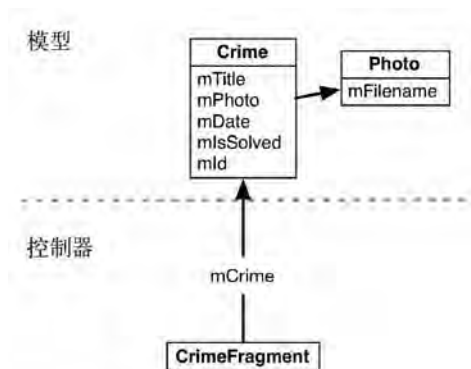 模型
Crime
mTitle
mPhoto
mDate
mIsSolved
mId
Photo
mFilename
控制器
mCrime
CrimeFragment